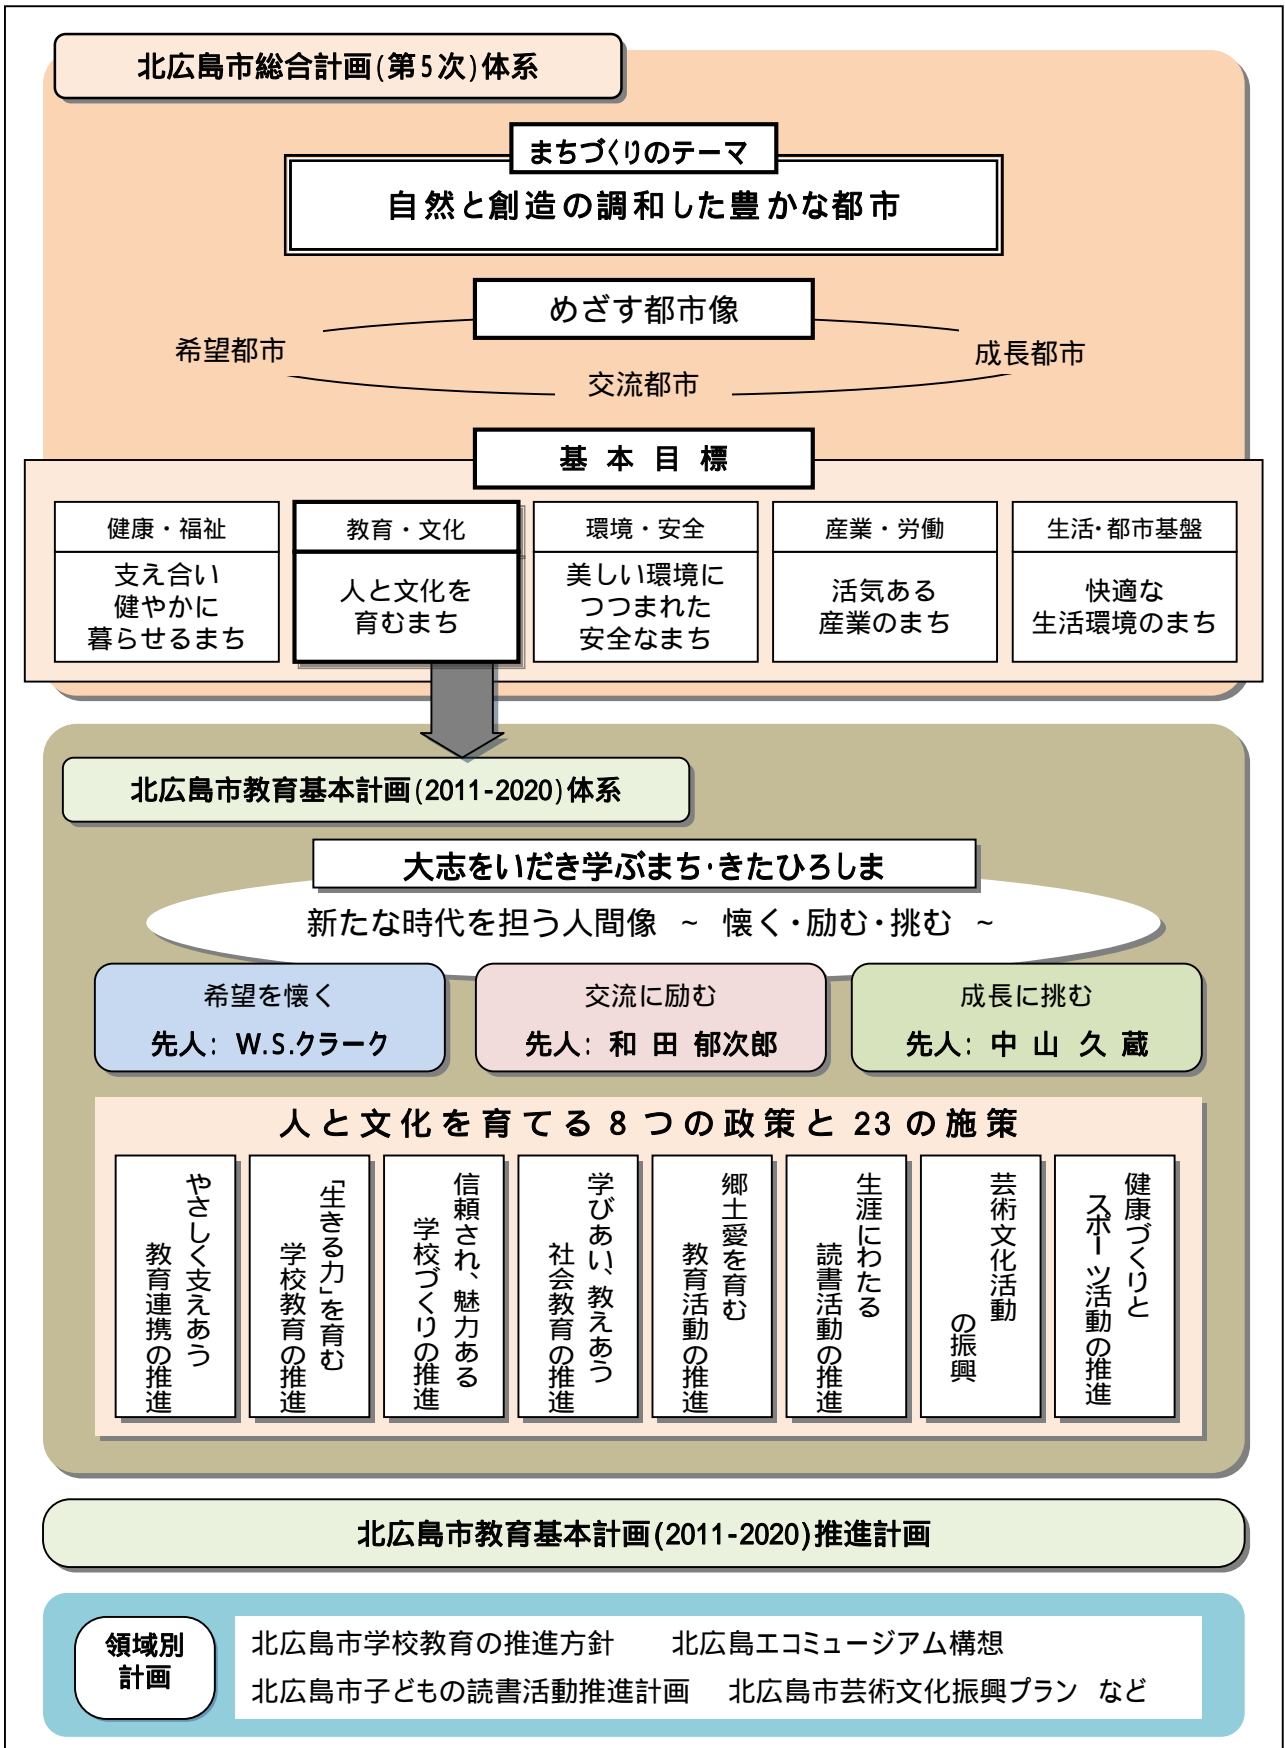 北広島市総合計画(第5次)体系
まちづくりのテーマ
自然と創造の調和した豊かな都市
めざす都市像
希望都市
成長都市
交流都市
基本目標
健康・福祉
支え合い
健やかに
暮らせるまち
教育・文化
人と文化を
育むまち
環境・安全
美しい環境に
つつまれた
安全なまち
産業・労働
活気ある
産業のまち
生活・都市基盤
快適な
生活環境のまち
北広島市教育基本計画(2011-2020)体系
大志をいだき学ぶまち・きたひろしま
新たな時代を担う人間像 ~ 懐く・励む・挑む ~
希望を懐く
先人: W.S.クラーク
交流に励む
先人: 和 田 郁次郎
成長に挑む
先人: 中 山 久 蔵
人と文化を育てる8つの政策と23の施策
やさしく支えあう
教育連携の推進
「生きる力」を育む
学校教育の推進
信頼され、魅力ある
学校づくりの推進
学びあい、教えあう
社会教育の推進
郷土愛を育む
教育活動の推進
生涯にわたる
読書活動の推進
芸術文化活動
の振興
健康づくりと
スポーツ活動の推進
北広島市教育基本計画(2011-2020)推進計画
領域別
計画
北広島市学校教育の推進方針 北広島エコミュージアム構想
北広島市子どもの読書活動推進計画 北広島市芸術文化振興プラン など